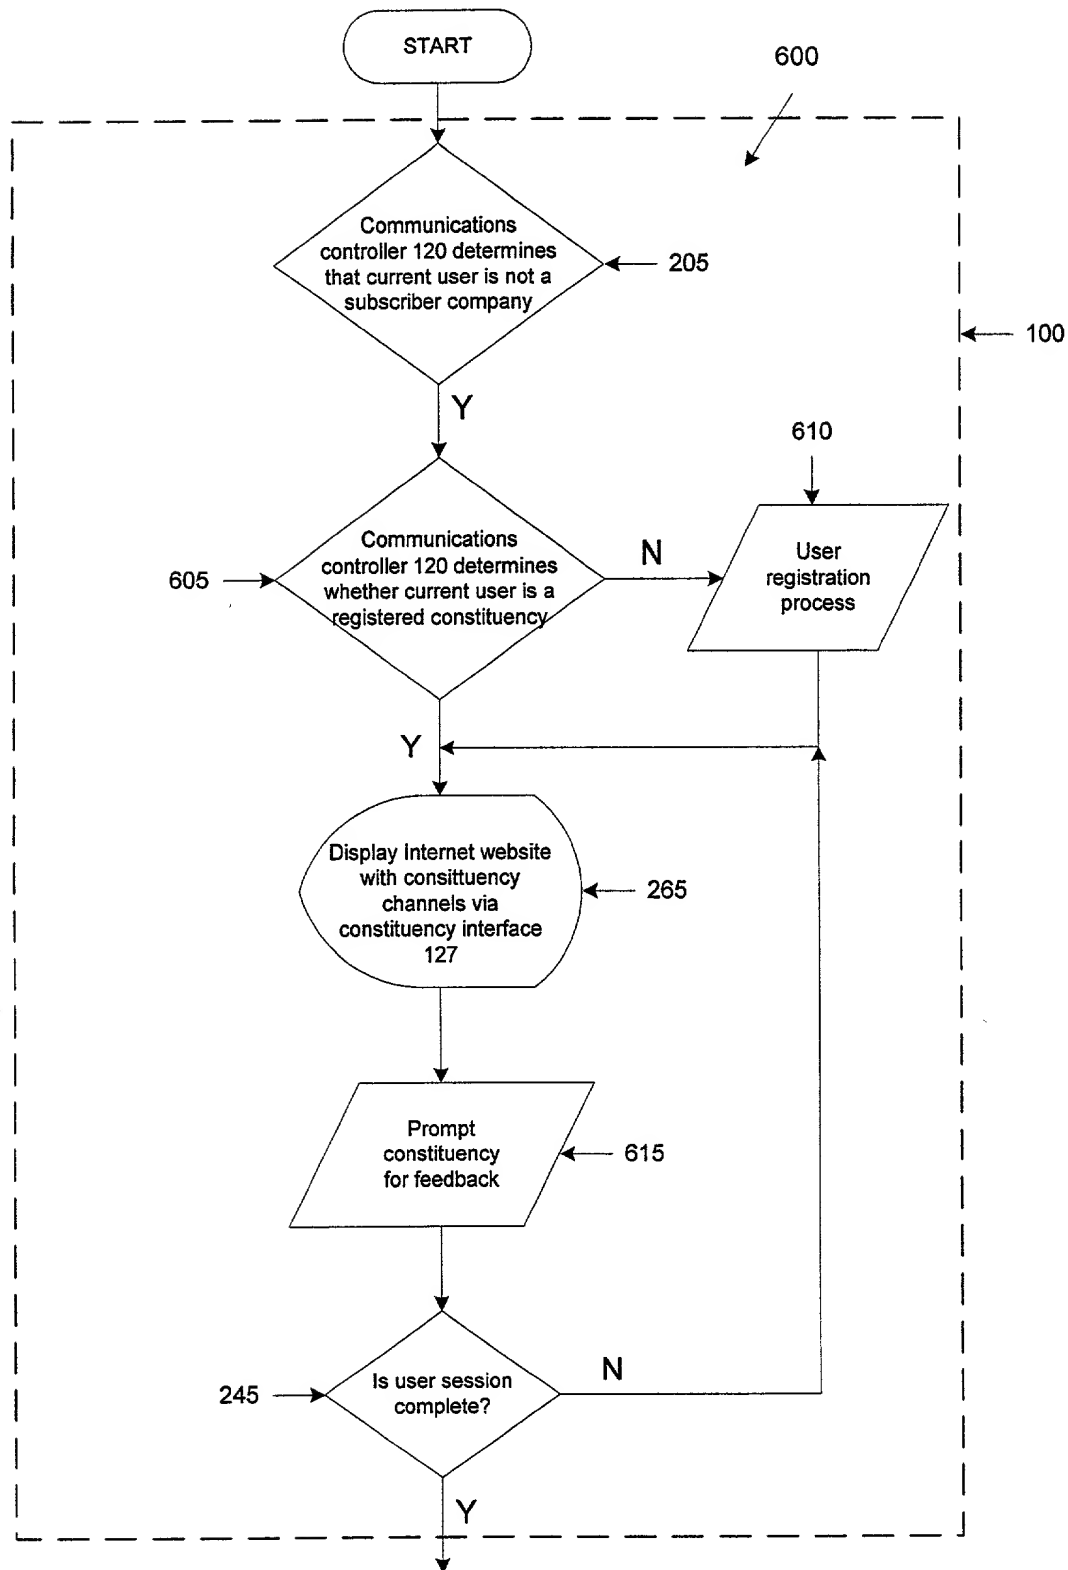 START
600
Communications
controller 120 determines
that current user is not a
subscriber company
205
100
Y
610
Communications
controller 120 determines
whether current user is a
registered constituency
605
N
User
registration
process
Y
Display Internet website
with consittuency
channels via
constituency interface
127
265
Prompt
constituency
for feedback
615
Is user session
complete?
245
N
Y